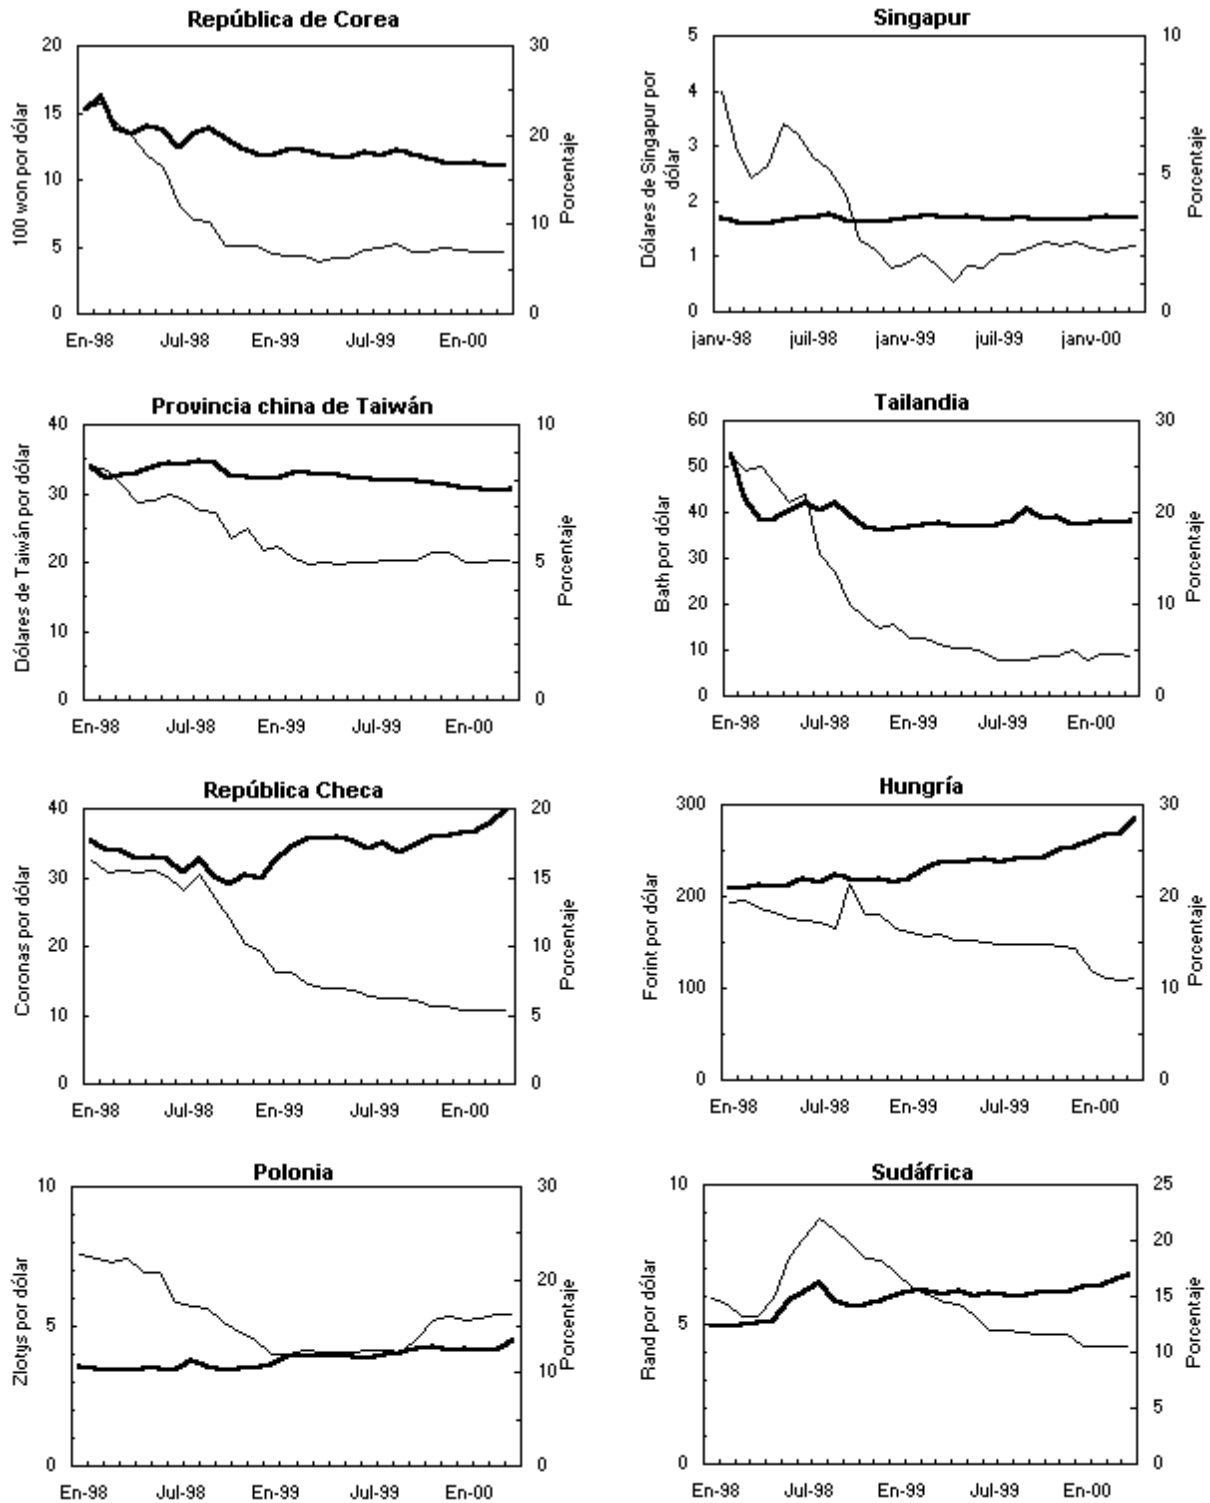 República de Corea
20
15
10
5
0
100 won por dólar
30
20
10
0
Porcentaje
En-98 Jul-98 En-99 Jul-99 En-00
Singapur
5
4
3
2
1
0
Dólares de Singapur por
dólar
10
5
0
Porcentaje
janv-98 juil-98 janv-99 juil-99 janv-00
Provincia china de Taiwán
40
30
20
10
0
Dólares de Taiwán por dólar
10
5
0
Porcentaje
En-98 Jul-98 En-99 Jul-99 En-00
Tailandia
60
50
40
30
20
10
0
Bath por dólar
30
20
10
0
Porcentaje
En-98 Jul-98 En-99 Jul-99 En-00
República Checa
40
30
20
10
0
Coronas por dólar
20
15
10
5
0
Porcentaje
En-98 Jul-98 En-99 Jul-99 En-00
Hungría
300
200
100
0
Forint por dólar
30
20
10
0
Porcentaje
En-98 Jul-98 En-99 Jul-99 En-00
Polonia
10
5
0
Zlotys por dólar
30
20
10
0
Porcentaje
En-98 Jul-98 En-99 Jul-99 En-00
Sudáfrica
10
5
0
Rand por dólar
25
20
15
10
5
0
Porcentaje
En-98 Jul-98 En-99 Jul-99 En-00